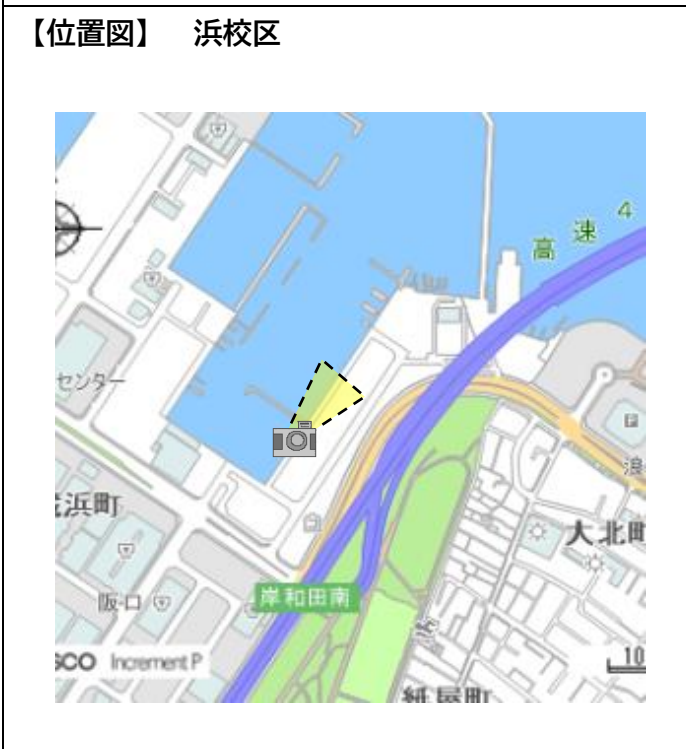 【位置図】 浜校区
高速4
センター
浜町
大北町
浪
阪・口
岸和田南
SCO Increment P
紙屋町
10
P